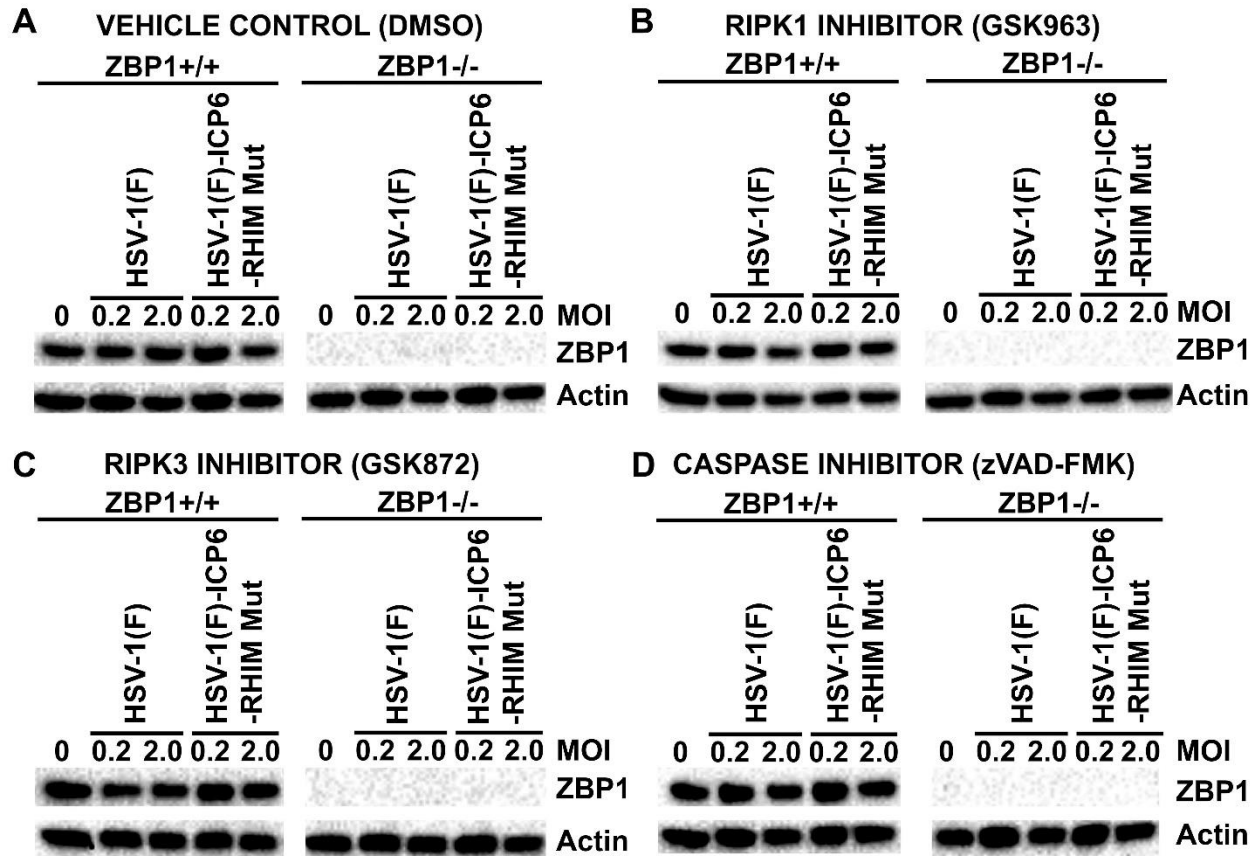 A VEHICLE CONTROL (DMSO)
ZBP1+/+ ZBP1-/-
HSV-1(F)
HSV-1(F)-ICP6
-RHIM Mut
HSV-1(F)
HSV-1(F)-ICP6
-RHIM Mut
0 0.2 2.0 0.2 2.0 0 0.2 2.0 0.2 2.0 MOI
ZBP1
Actin
B RIPK1 INHIBITOR (GSK963)
ZBP1+/+ ZBP1-/-
HSV-1(F)
HSV-1(F)-ICP6
-RHIM Mut
HSV-1(F)
HSV-1(F)-ICP6
-RHIM Mut
0 0.2 2.0 0.2 2.0 0 0.2 2.0 0.2 2.0 MOI
ZBP1
Actin
C RIPK3 INHIBITOR (GSK872)
ZBP1+/+ ZBP1-/-
HSV-1(F)
HSV-1(F)-ICP6
-RHIM Mut
HSV-1(F)
HSV-1(F)-ICP6
-RHIM Mut
0 0.2 2.0 0.2 2.0 0 0.2 2.0 0.2 2.0 MOI
ZBP1
Actin
D CASPASE INHIBITOR (zVAD-FMK)
ZBP1+/+ ZBP1-/-
HSV-1(F)
HSV-1(F)-ICP6
-RHIM Mut
HSV-1(F)
HSV-1(F)-ICP6
-RHIM Mut
0 0.2 2.0 0.2 2.0 0 0.2 2.0 0.2 2.0 MOI
ZBP1
Actin